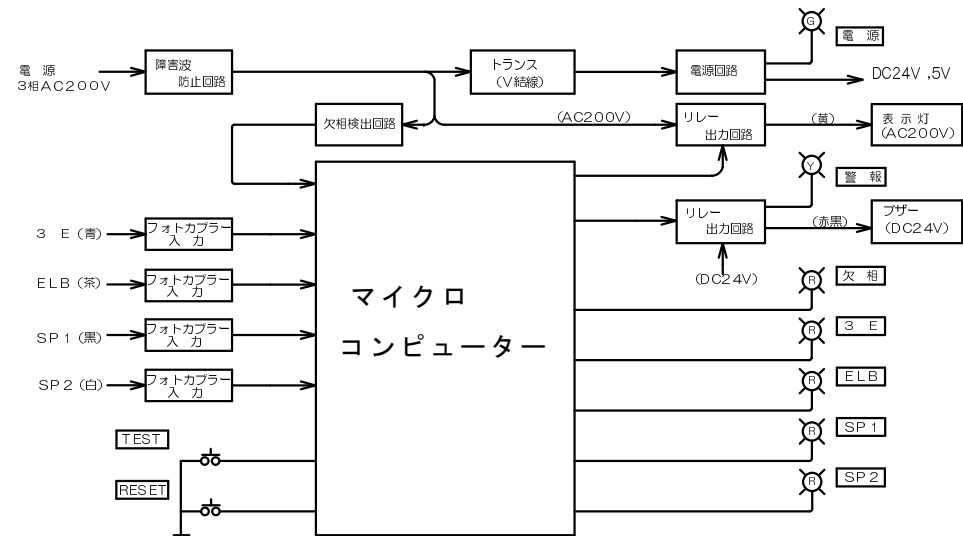 電 源
3相AC200V
障害波
防止回路
トランス
(V結線)
電源回路
G
電 源
DC24V ,5V
欠相検出回路
(AC200V)
リレー
出力回路
(黄)
表 示 灯
(AC200V)
Y
警 報
リレー
出力回路
(赤黒)
ブザー
(DC24V)
(DC24V)
3 E (青)
フォトカプラー
入 力
ELB (茶)
フォトカプラー
入 力
SP1 (黒)
フォトカプラー
入 力
SP2 (白)
フォトカプラー
入 力
マイクロ
コンピューター
TEST
RESET
R
欠 相
R
3 E
R
ELB
R
SP1
R
SP2